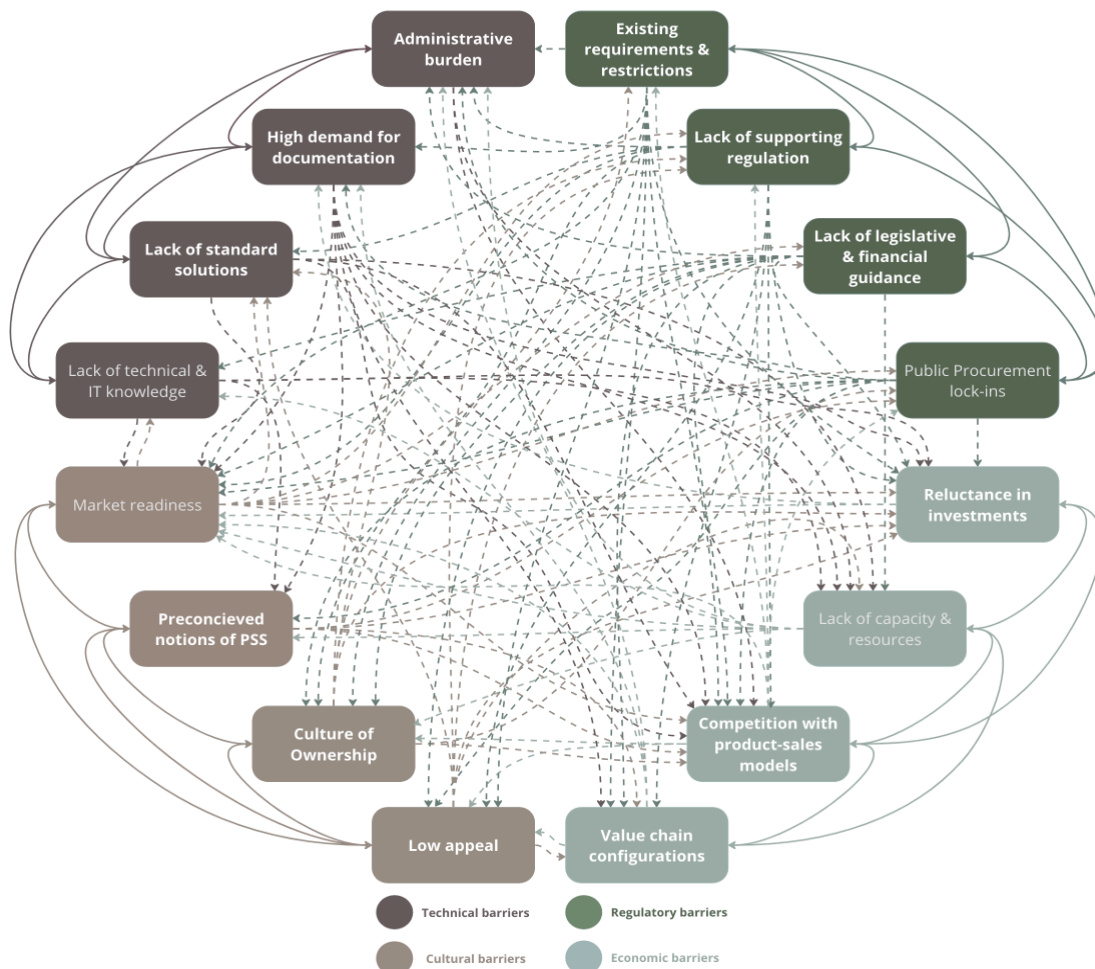 Administrative
burden
Existing
requirements &
restrictions
High demand for
documentation
Lack of supporting
regulation
Lack of standard
solutions
Lack of legislative
& financial
guidance
Lack of technical &
IT knowledge
Public Procurement
lock-ins
Market readiness
Reluctance in
investments
Preconcieved
notions of PSS
Lack of capacity &
resources
Culture of
Ownership
Competition with
product-sales
models
Low appeal
Value chain
configurations
Technical barriers
Regulatory barriers
Cultural barriers
Economic barriers